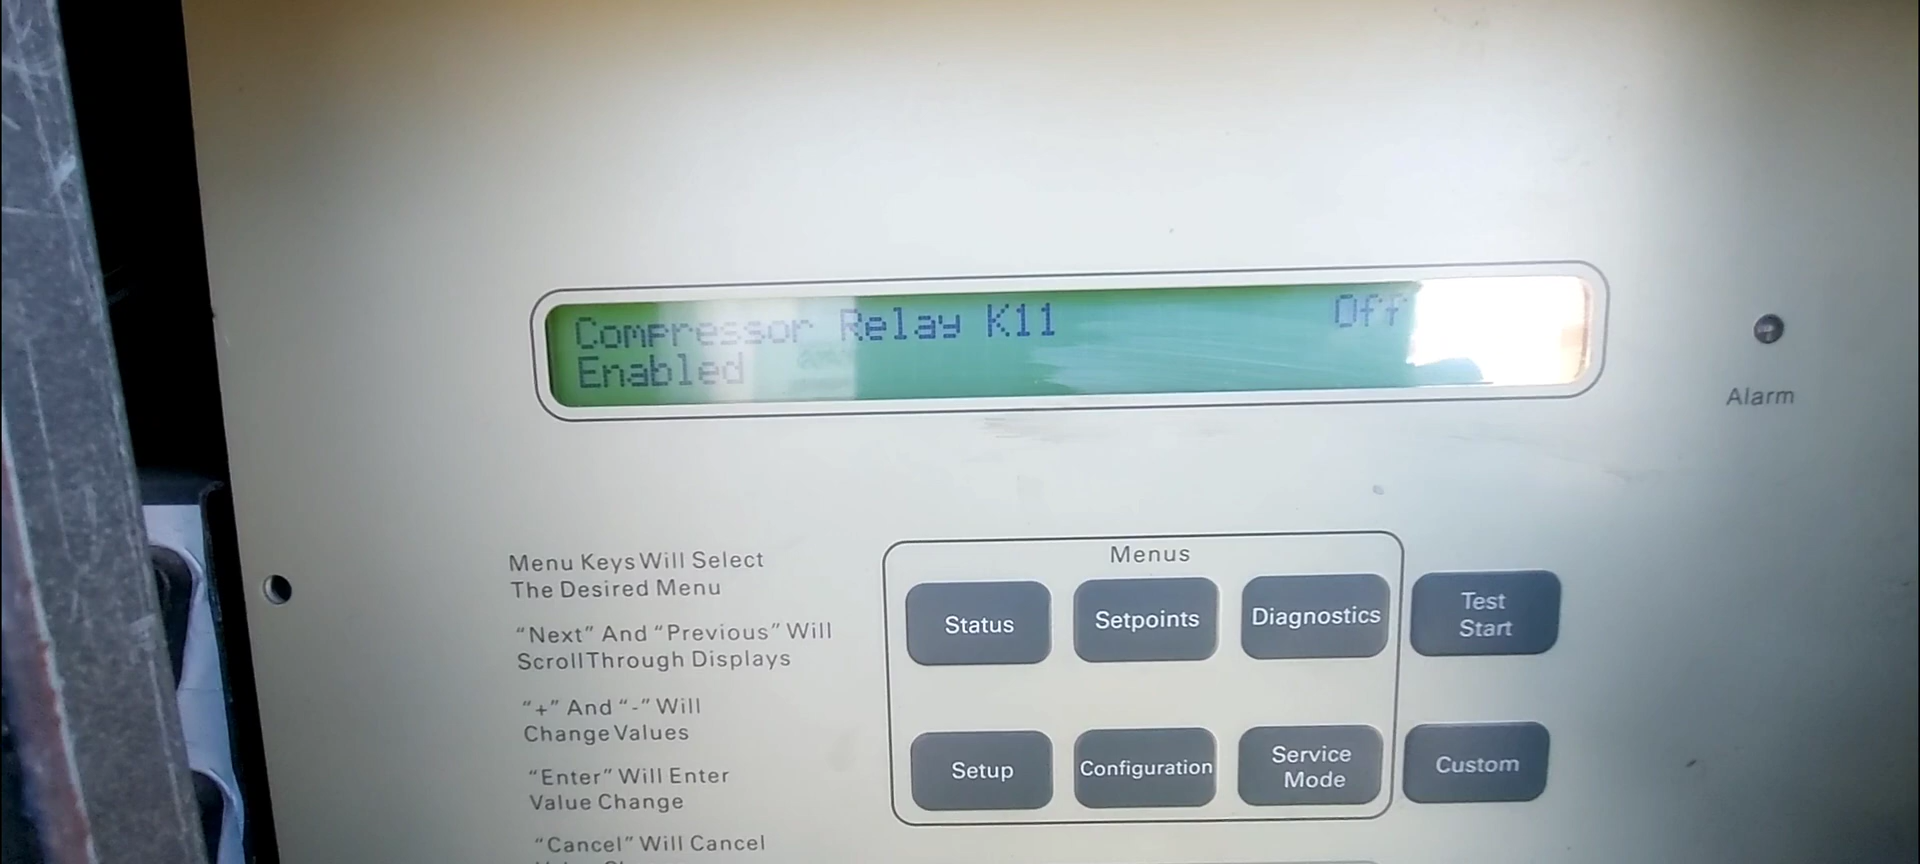 Compressor Relay K11 Off
Enabled
Alarm
Menu Keys Will Select
The Desired Menu
"Next" And "Previous" Will
Scroll Through Displays
"+" And "-" Will
Change Values
"Enter" Will Enter
Value Change
"Cancel" Will Cancel
Menus
Status
Setpoints
Diagnostics
Test
Start
Setup
Configuration
Service
Mode
Custom